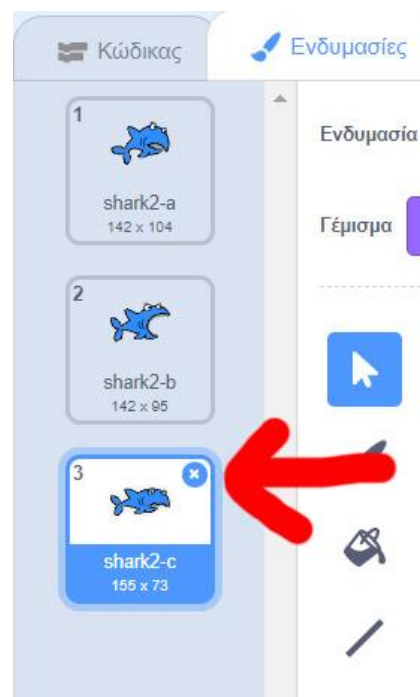 Κώδικας
Ενδυμασίες
1
shark2-a
142 x 104
2
shark2-b
142 x 95
3
shark2-c
155 x 73
Ενδυμασία
Γέμισμα